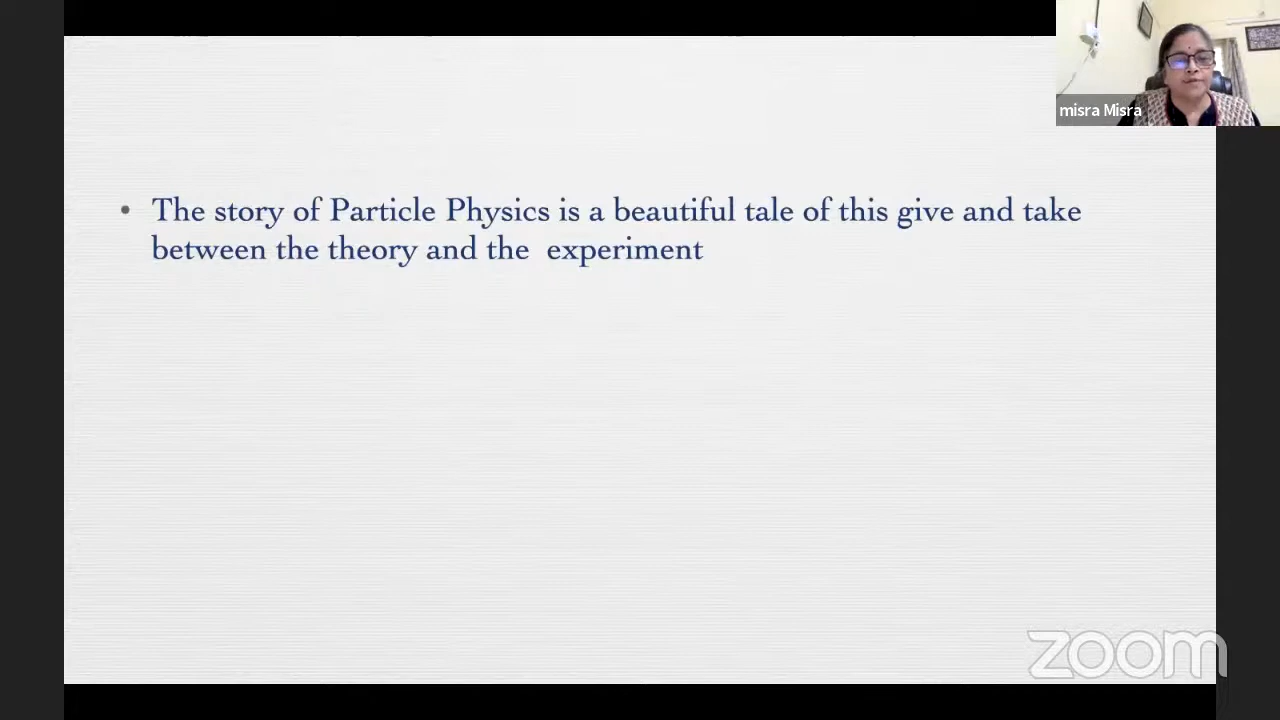 misra Misra
• The story of Particle Physics is a beautiful tale of this give and take
between the theory and the experiment
zoom